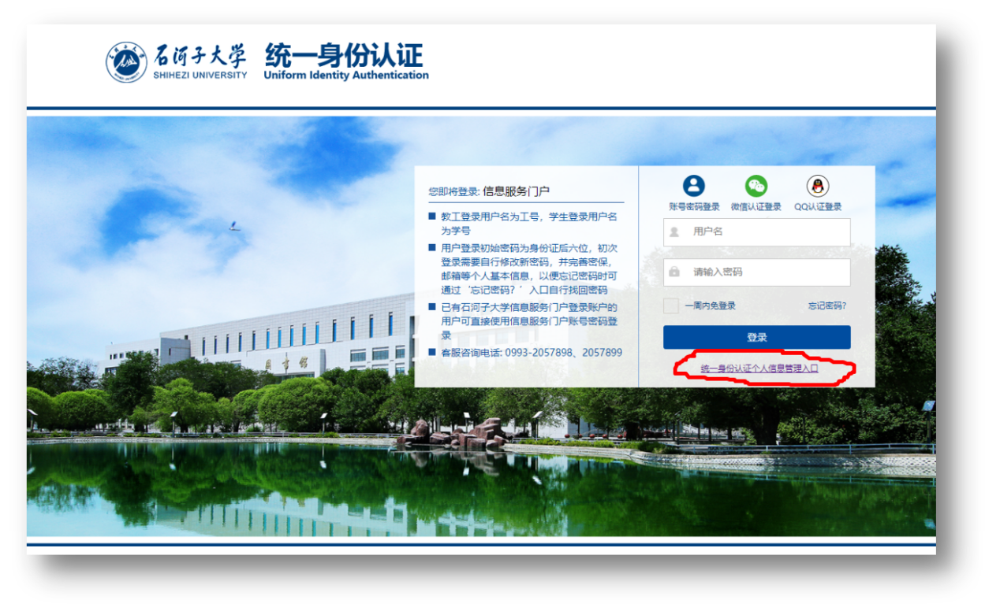 石河子大学
SHIHEZI UNIVERSITY
统一身份认证
Uniform Identity Authentication
您即将登录: 信息服务门户
教工登录用户名为工号，学生登录用户名
为学号
用户登录初始密码为身份证后六位，初次
登录需要自行修改新密码，并完善密保，
邮箱等个人基本信息，以便忘记密码时可
通过‘忘记密码？’入口自行找回密码
已有石河子大学信息服务门户登录账户的
用户可直接使用信息服务门户账号密码登
录
客服咨询电话: 0993-2057898、2057899
账号密码登录 微信认证登录 QQ认证登录
用户名
请输入密码
一周内免登录 忘记密码?
登录
统一身份认证个人信息管理入口
图书馆